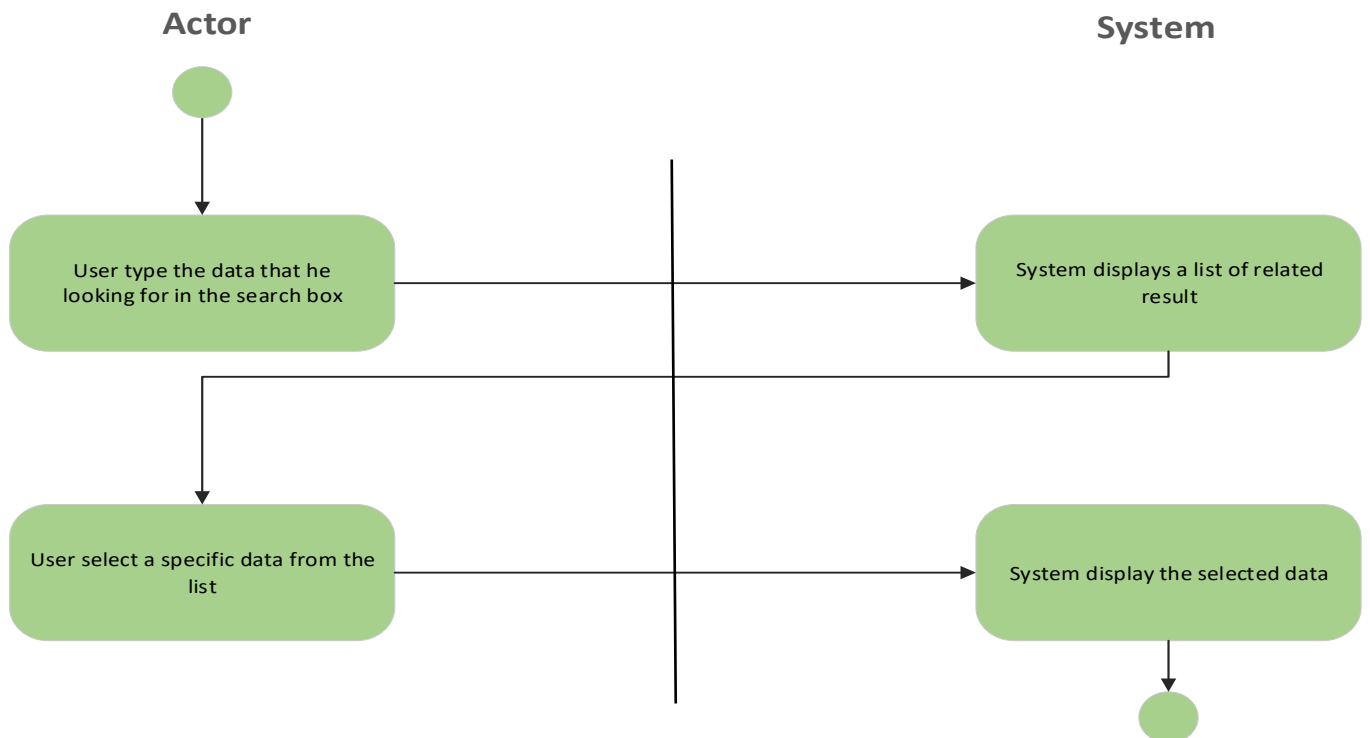 Actor
System
User type the data that he
looking for in the search box
System displays a list of related
result
User select a specific data from the
list
System display the selected data